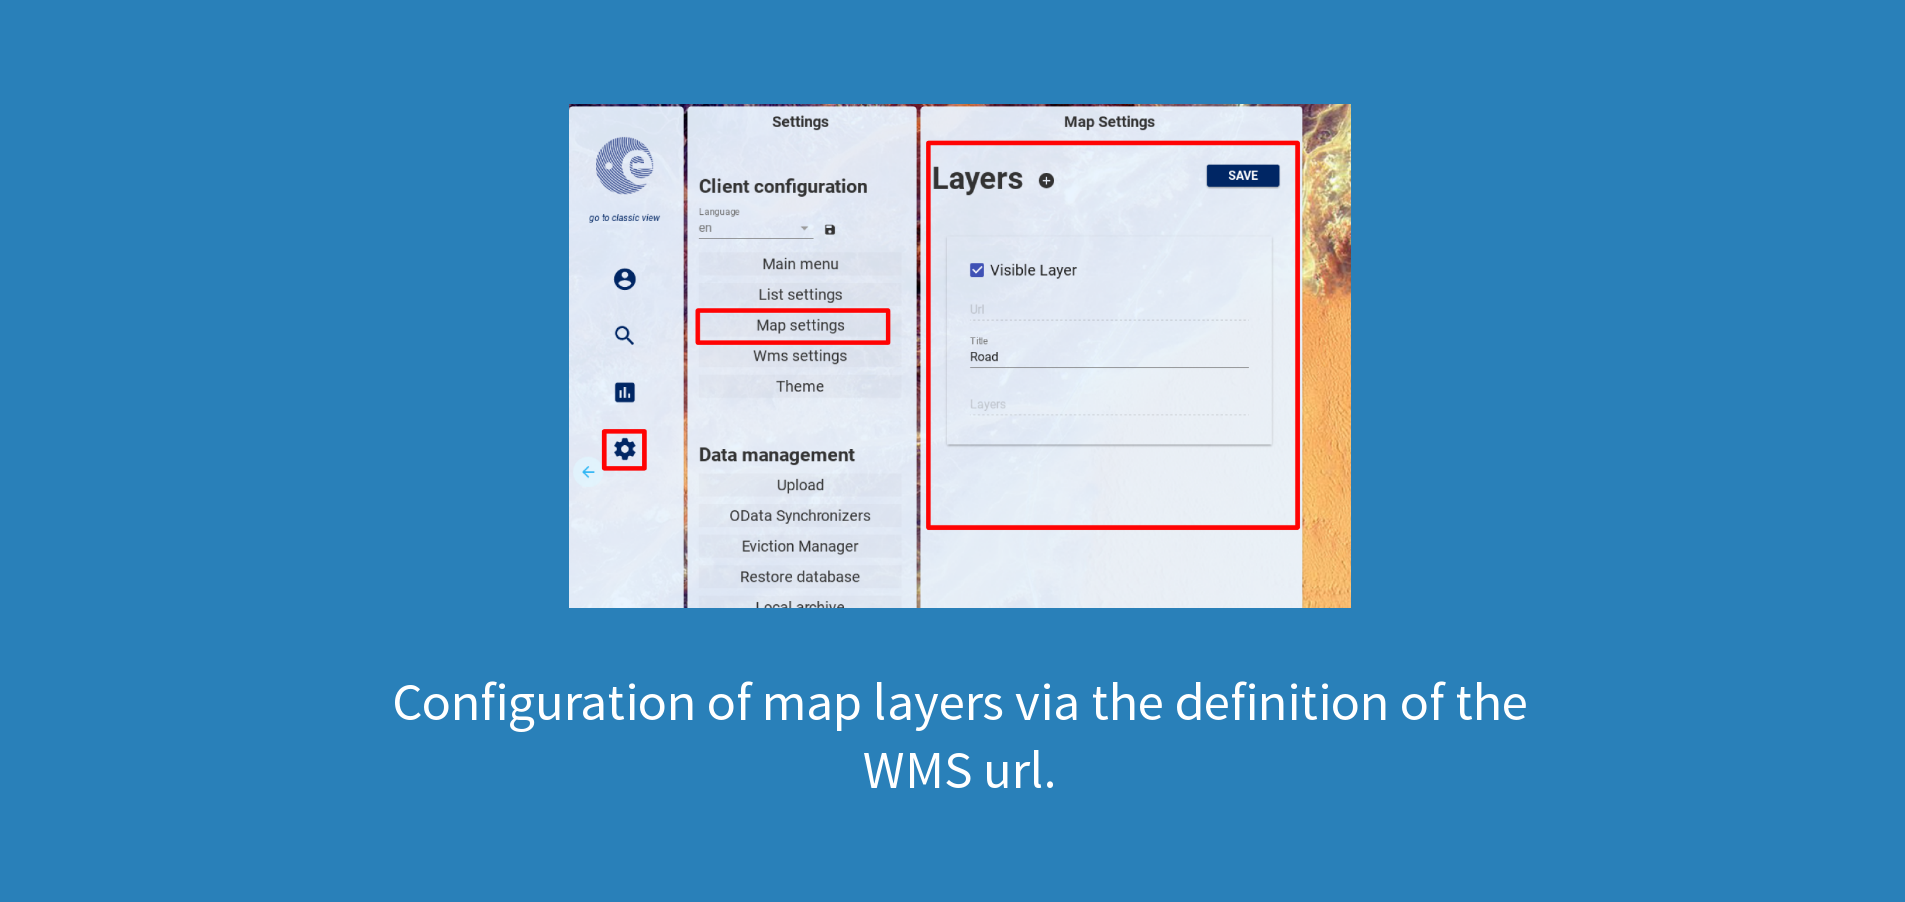 go to classic view
Settings
Client configuration
Language
en
Main menu
List settings
Map settings
Wms settings
Theme
Data management
Upload
OData Synchronizers
Eviction Manager
Restore database
Local archive
Map Settings
Layers
SAVE
Visible Layer
Url
Title
Road
Layers
Configuration of map layers via the definition of the
WMS url.